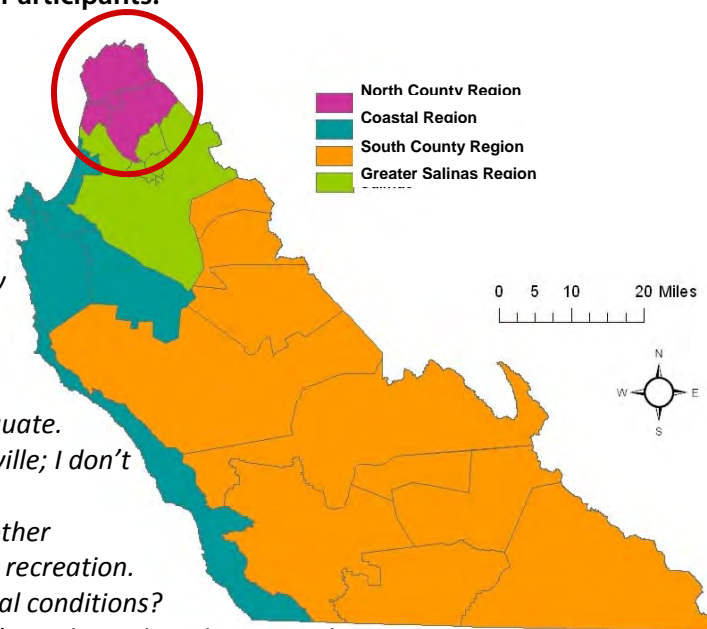 Participants:
North County Region
Coastal Region
South County Region
Greater Salinas Region
0 5 10 20 Miles
N
W E
S
y
uate.
ville; I don't
other
recreation.
al conditions?